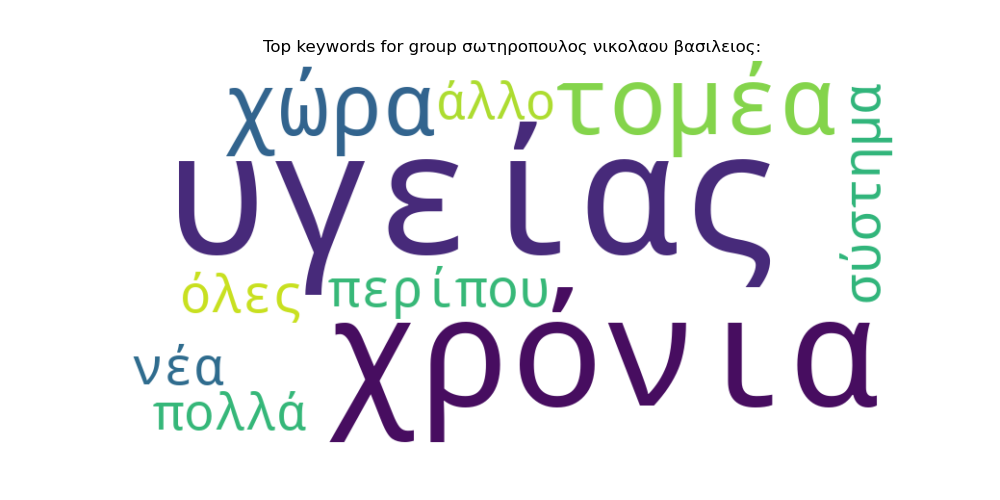 Top keywords for group σωτηροπουλος νικολαου βασιλειος:
χώρα άλλο τομέα
σύστημα
υγείας
όλες περίπου
χρόνια
νέα
πολλά